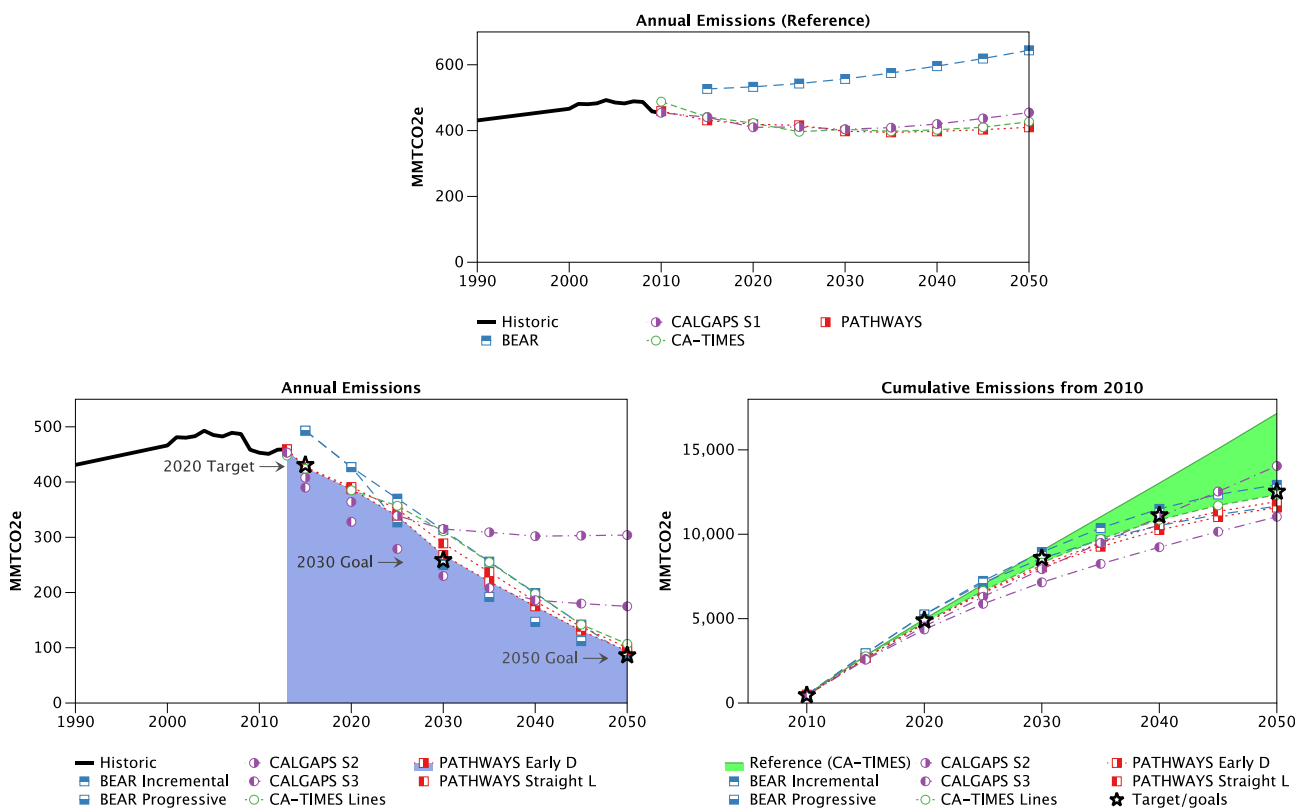 Annual Emissions (Reference)
MMTCO2e
600
400
200
0
1990 2000 2010 2020 2030 2040 2050
Historic CALGAPS S1 PATHWAYS
BEAR CA-TIMES
Annual Emissions
MMTCO2e
500
400
300
200
100
0
2020 Target
2030 Goal
2050 Goal
1990 2000 2010 2020 2030 2040 2050
Historic CALGAPS S2 PATHWAYS Early D
BEAR Incremental CALGAPS S3 PATHWAYS Straight L
BEAR Progressive CA-TIMES Lines
Cumulative Emissions from 2010
MMTCO2e
15,000
10,000
5,000
0
2010 2020 2030 2040 2050
Reference (CA-TIMES) CALGAPS S2 PATHWAYS Early D
BEAR Incremental CALGAPS S3 PATHWAYS Straight L
BEAR Progressive CA-TIMES Lines Target/goals